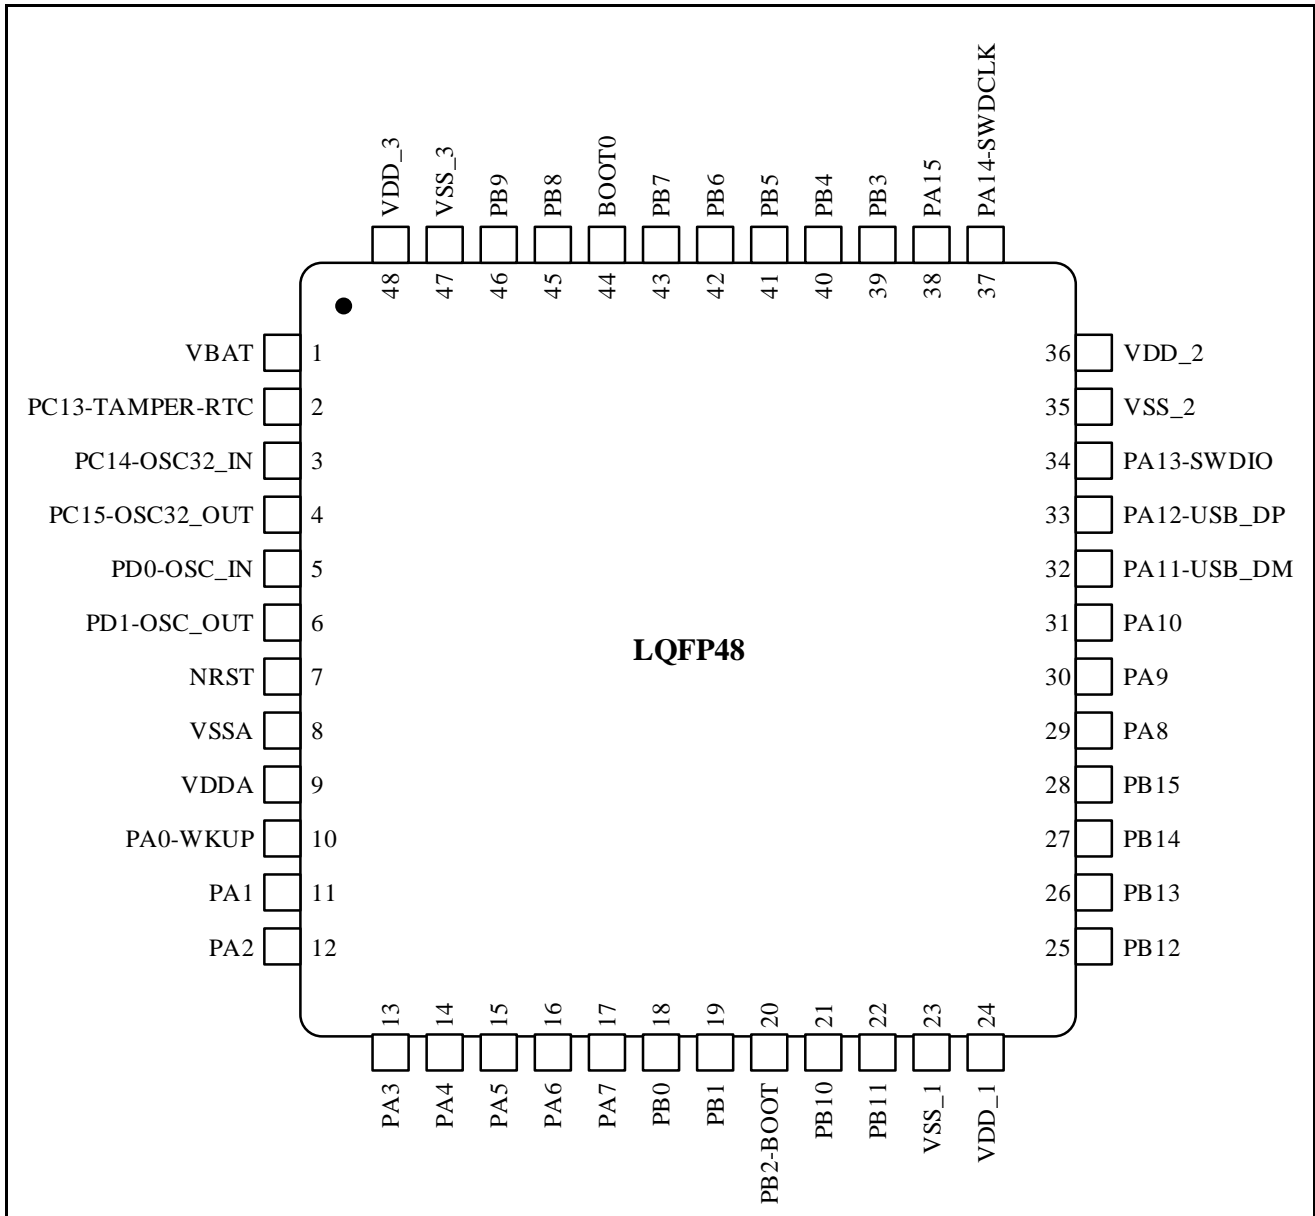 VDD_3
VSS_3
PB9
PB8
BOOT0
PB7
PB6
PB5
PB4
PB3
PA15
PA14-SWDCLK
48
47
46
45
44
43
42
41
40
39
38
37
VBAT 1
PC13-TAMPER-RTC 2
PC14-OSC32_IN 3
PC15-OSC32_OUT 4
PD0-OSC_IN 5
PD1-OSC_OUT 6
NRST 7
VSSA 8
VDDA 9
PA0-WKUP 10
PA1 11
PA2 12
LQFP48
36 VDD_2
35 VSS_2
34 PA13-SWDIO
33 PA12-USB_DP
32 PA11-USB_DM
31 PA10
30 PA9
29 PA8
28 PB15
27 PB14
26 PB13
25 PB12
13
14
15
16
17
18
19
20
21
22
23
24
PA3
PA4
PA5
PA6
PA7
PB0
PB1
PB2-BOOT
PB10
PB11
VSS_1
VDD_1